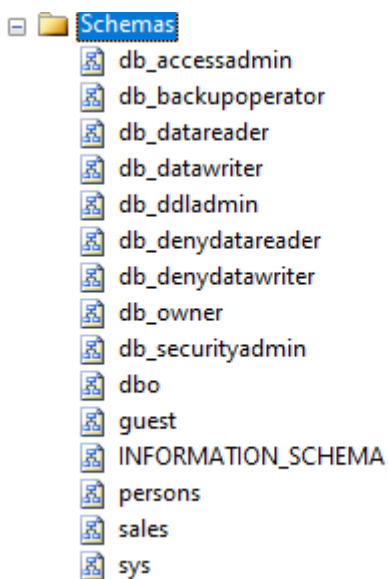 Schemas
db_accessadmin
db_backupoperator
db_datareader
db_datawriter
db_ddladmin
db_denydatareader
db_denydatawriter
db_owner
db_securityadmin
dbo
guest
INFORMATION_SCHEMA
persons
sales
sys